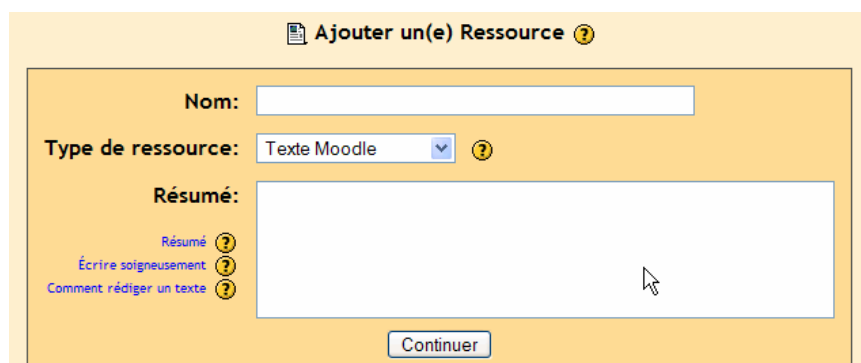 Ajouter un(e) Ressource ?
Nom:
Type de ressource: Texte Moodle ?
Résumé:
Résumé ?
Écrire soigneusement ?
Comment rédiger un texte ?
Continuer